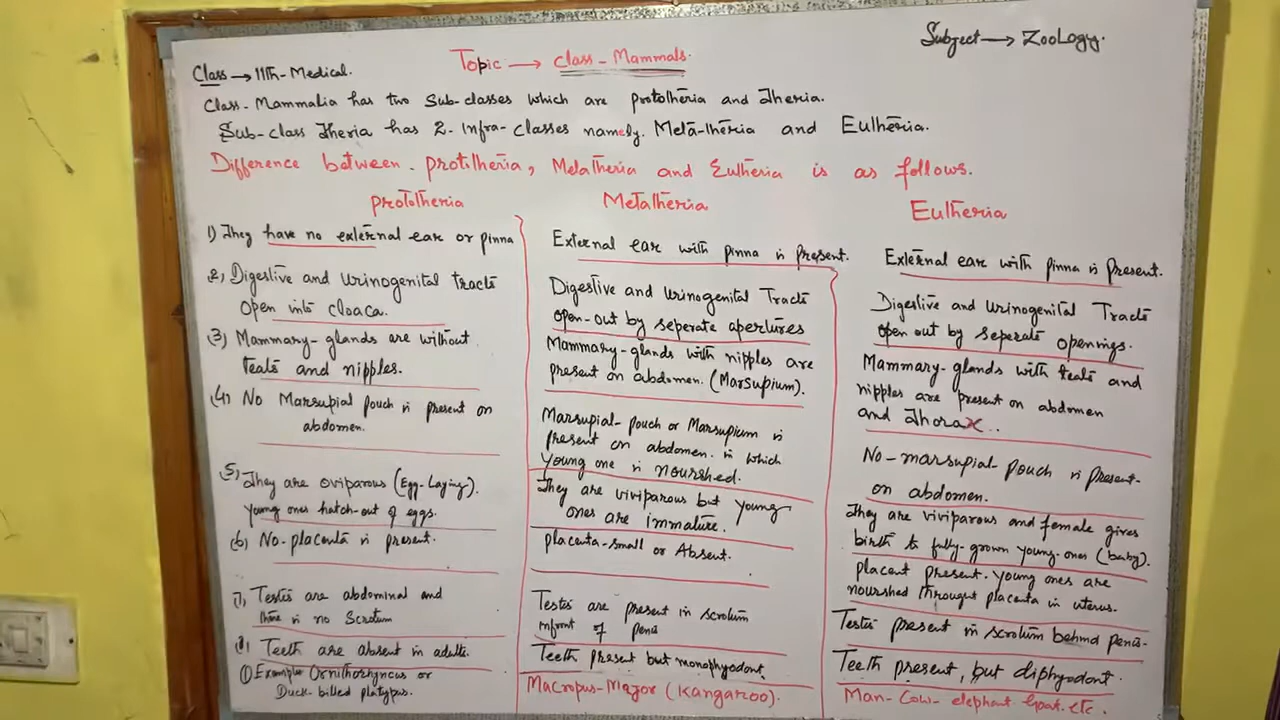 Subject → Zoology.
Class → 11th-Medical.
Topic → Class-Mammals.
Class-Mammalia has two Sub-classes which are protothēria and Theria.
Sub-class Theria has 2-Infra-Classes namely. Meta-theria and Eutheria.
Difference between protitheria, Metatheria and Eutheria is as follows.
prototheria
1) They have no external ear or pinna
2) Digestive and Urinogenital tracts
open into cloaca.
(3) Mammary-glands are without
teats and nipples.
(4) No Marsupial pouch is present on
abdomen.
(5) They are oviparous (Egg-Laying).
young ones hatch-out of eggs.
(6) No-placenta is present.
7) Testes are abdominal and
there is no Scrotum
(8) Teeth are absent in adults.
Example Ornithorhyncus or
Duck-billed platypus.
Metatheria
External ear with pinna is present.
Digestive and Urinogenital Tracts
open-out by seperate apertures
Mammary-glands with nipples are
present on abdomen. (Marsupium).
Marsupial-pouch or Marsupium is
present on abdomen. in which
young one is nourshed.
They are viviparous but young
ones are immature.
placenta-small or Absent.
Testes are present in scrotum
infront of penis
Teeth present but monophyodont
Macropus-Major (Kangaroo).
Eutheria
External ear with pinna is present.
Digestive and Urinogenital Tracts
open out by seperate openings.
Mammary-glands with teats and
nipples are present on abdomen
and Thorax..
No-marsupial pouch is present-
on abdomen.
They are viviparous and female gives
birth to fully-grown young-ones (baby).
placent present. Young ones are
nourshed throught placenta in uterus.
Testes present in scrotum behind penis-
Teeth present, but diphyodont.
Man-Cow-elephant Goat.etc.